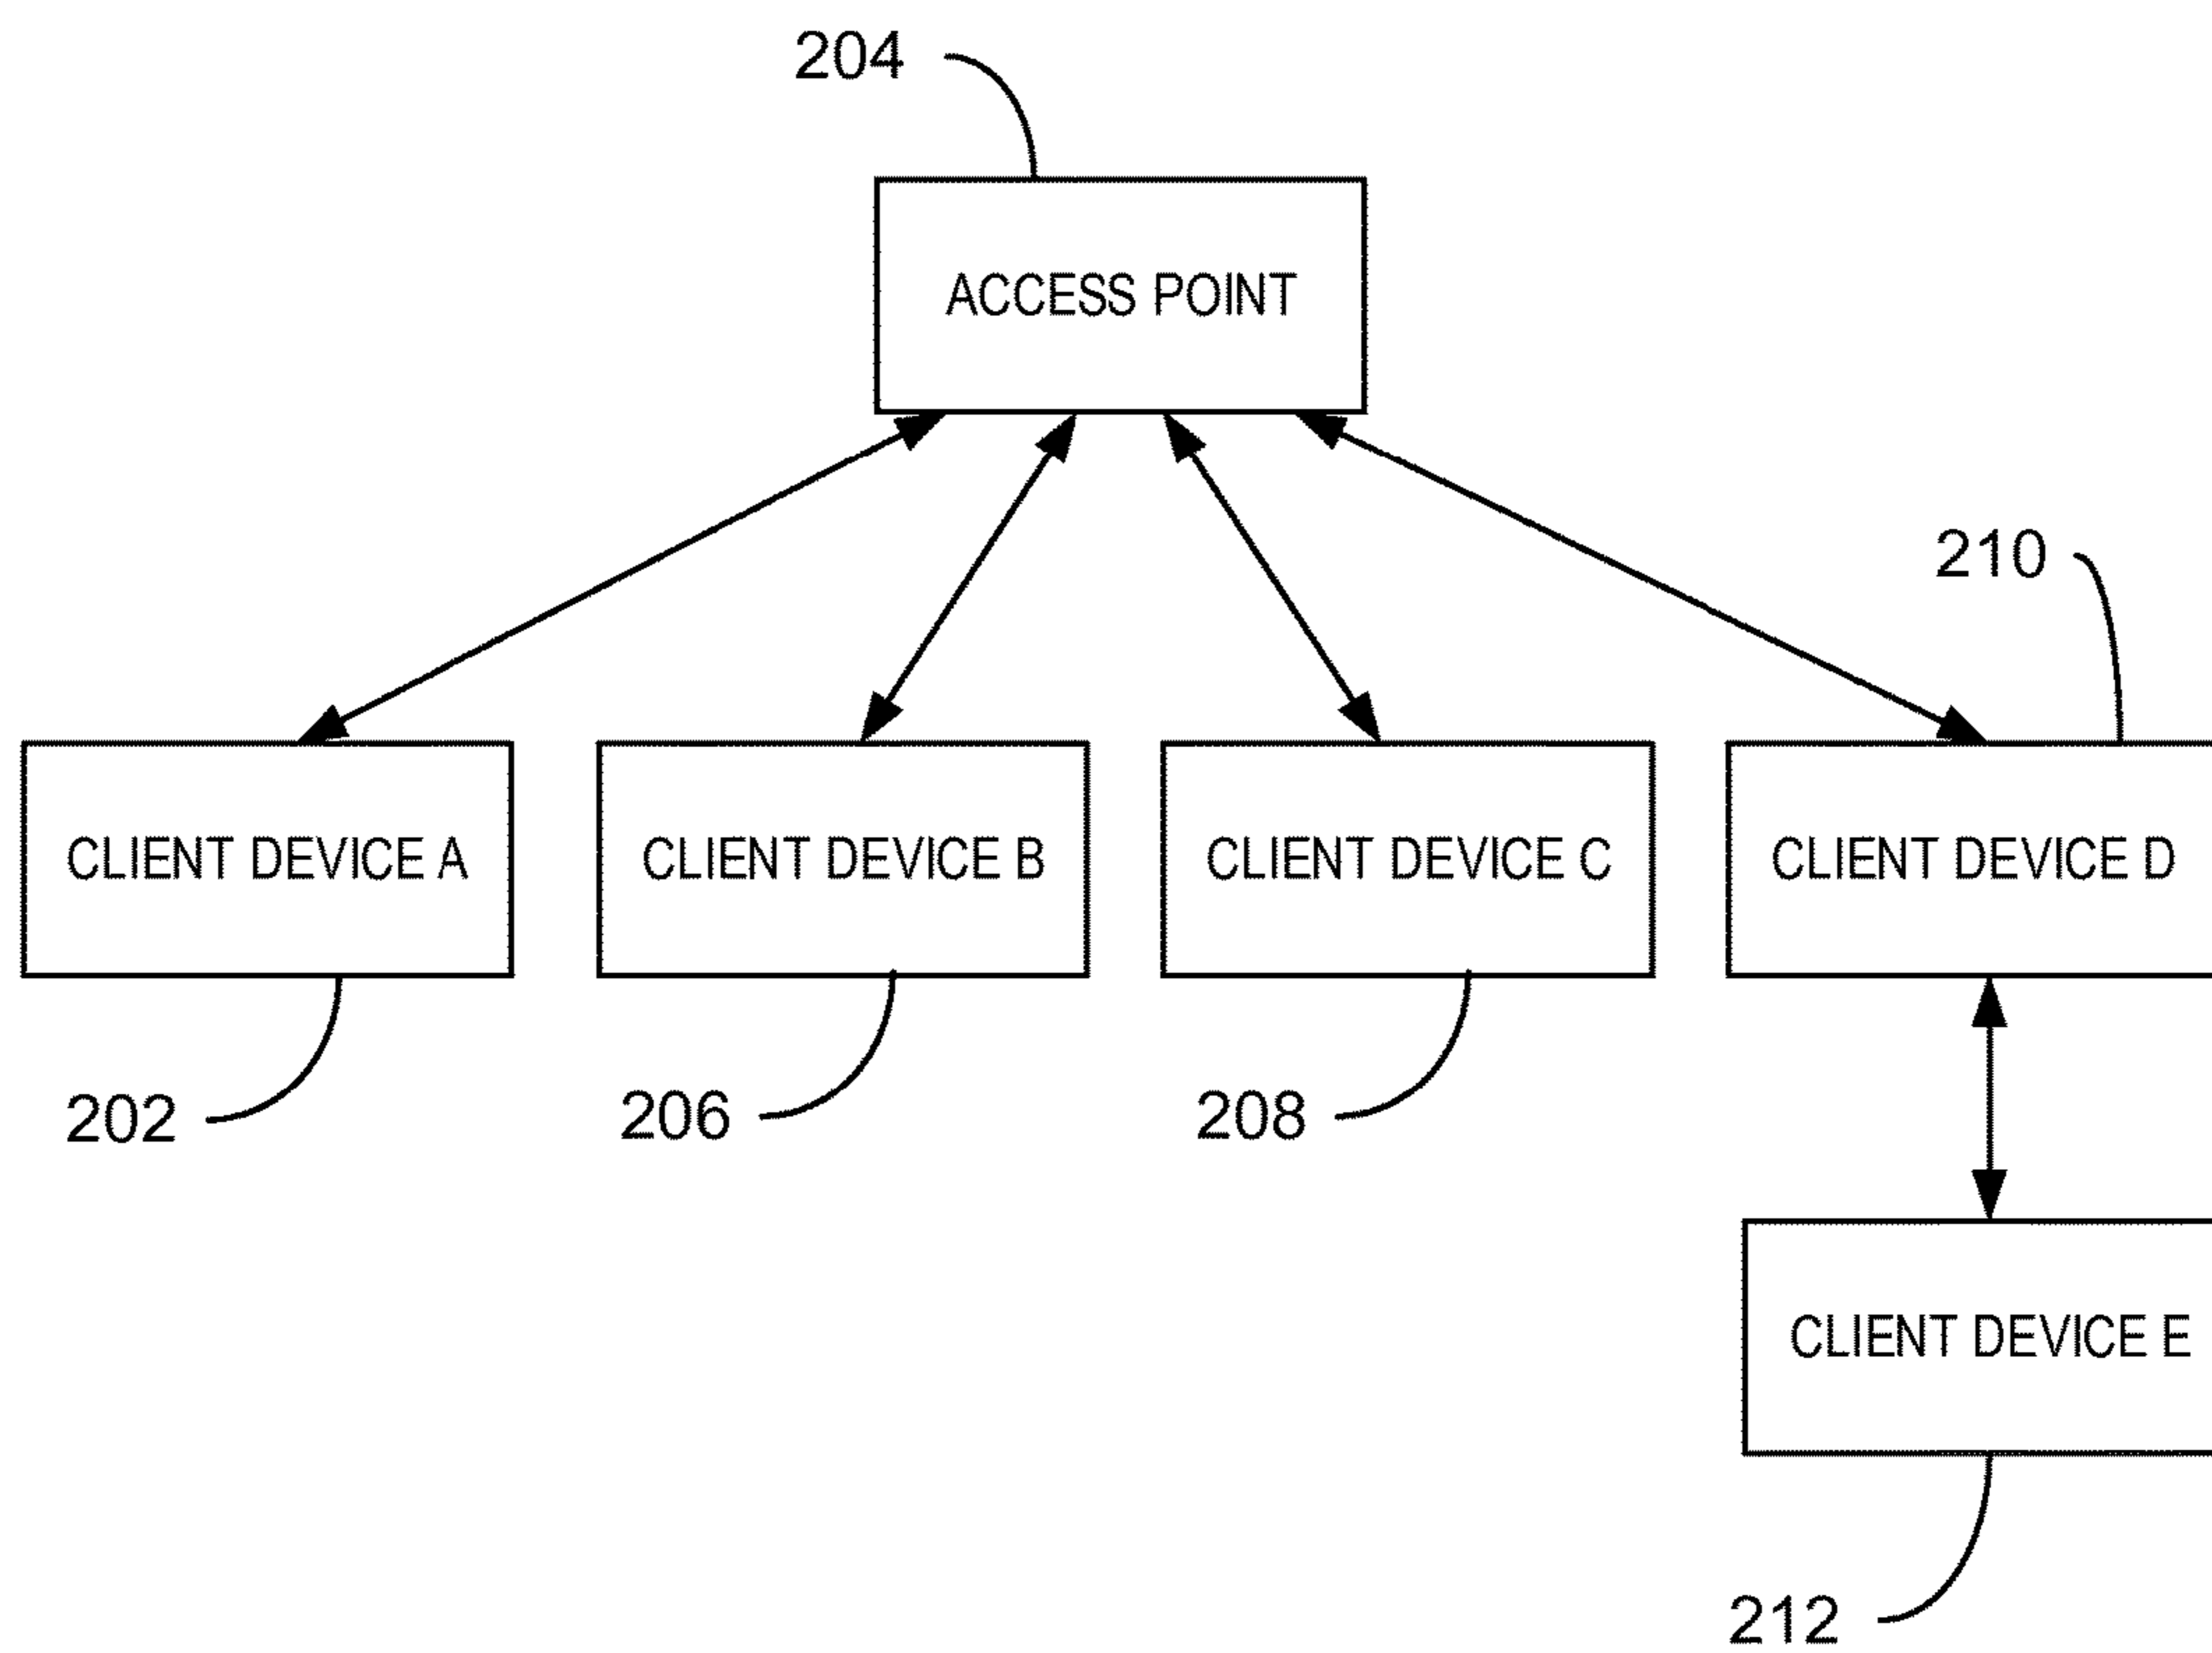 204
ACCESS POINT
210
CLIENT DEVICE A
CLIENT DEVICE B
CLIENT DEVICE C
CLIENT DEVICE D
202
206
208
CLIENT DEVICE E
212